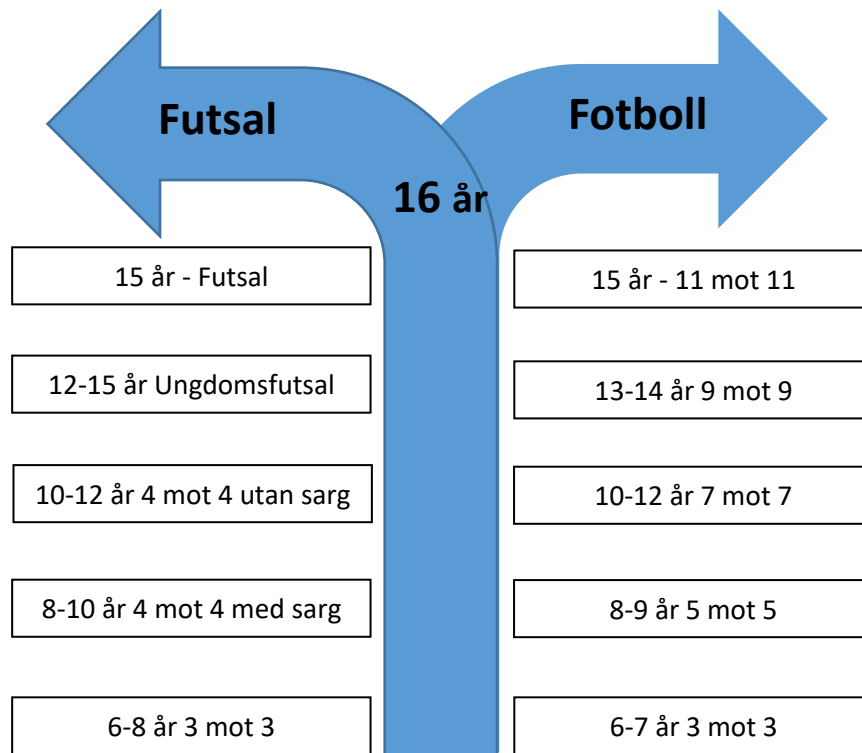 Futsal
Fotboll
16 år
15 år - Futsal
15 år - 11 mot 11
12-15 år Ungdomsfutsal
13-14 år 9 mot 9
10-12 år 4 mot 4 utan sarg
10-12 år 7 mot 7
8-10 år 4 mot 4 med sarg
8-9 år 5 mot 5
6-8 år 3 mot 3
6-7 år 3 mot 3